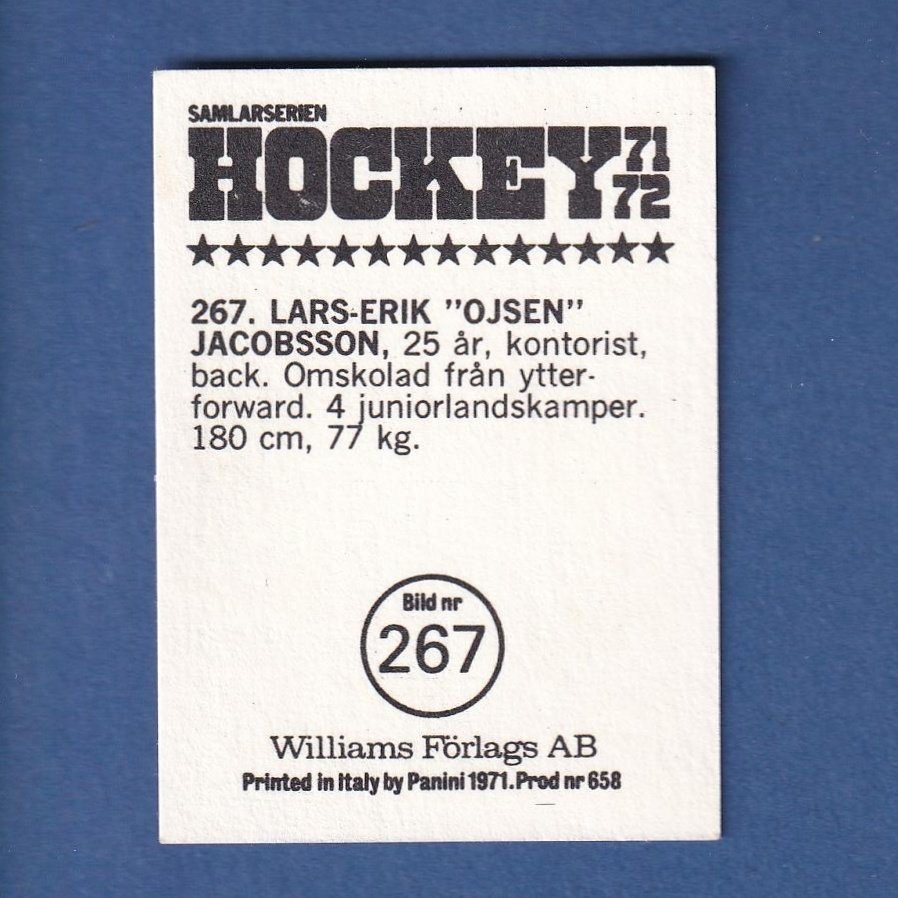 SAMLARSERIEN
HOCKEY 71 72
★★★★★★★★★★★★★★
267. LARS-ERIK ”OJSEN”
JACOBSSON, 25 år, kontorist,
back. Omskolad från ytter-
forward. 4 juniorlandskamper.
180 cm, 77 kg.
Bild nr
267
Williams Förlags AB
Printed in Italy by Panini 1971. Prod nr 658